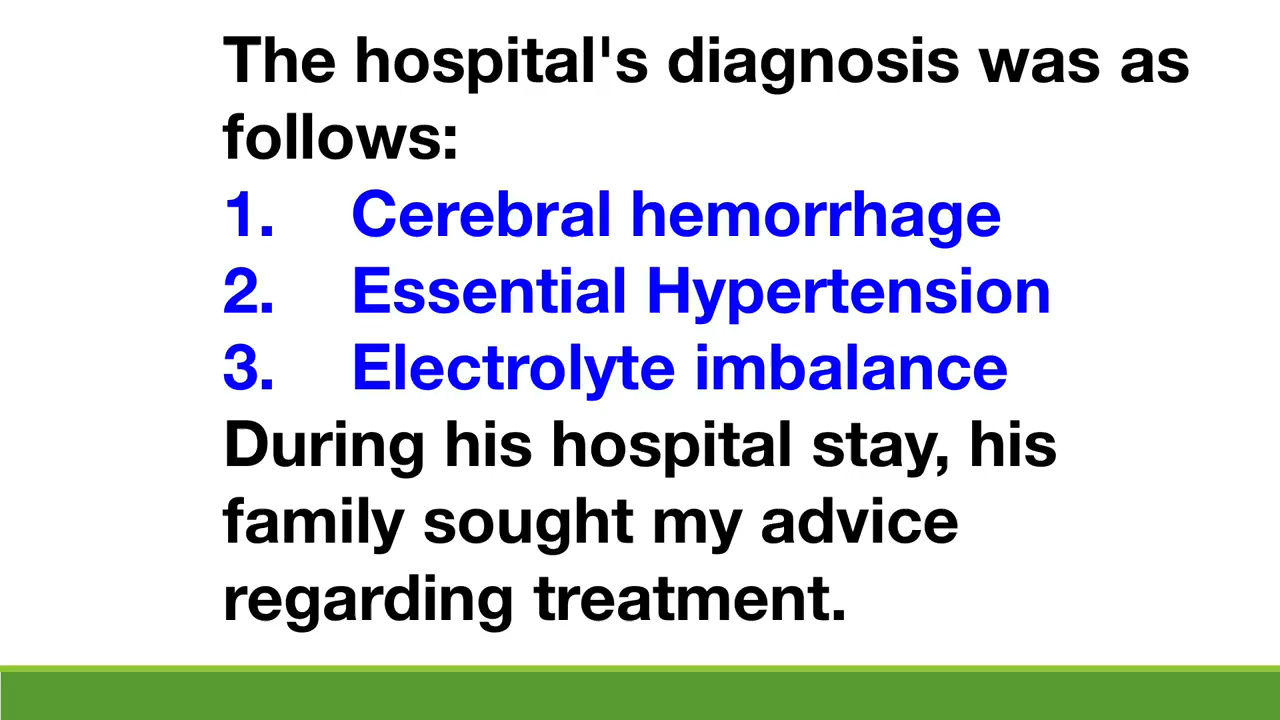 The hospital's diagnosis was as
follows:
1. Cerebral hemorrhage
2. Essential Hypertension
3. Electrolyte imbalance
During his hospital stay, his
family sought my advice
regarding treatment.